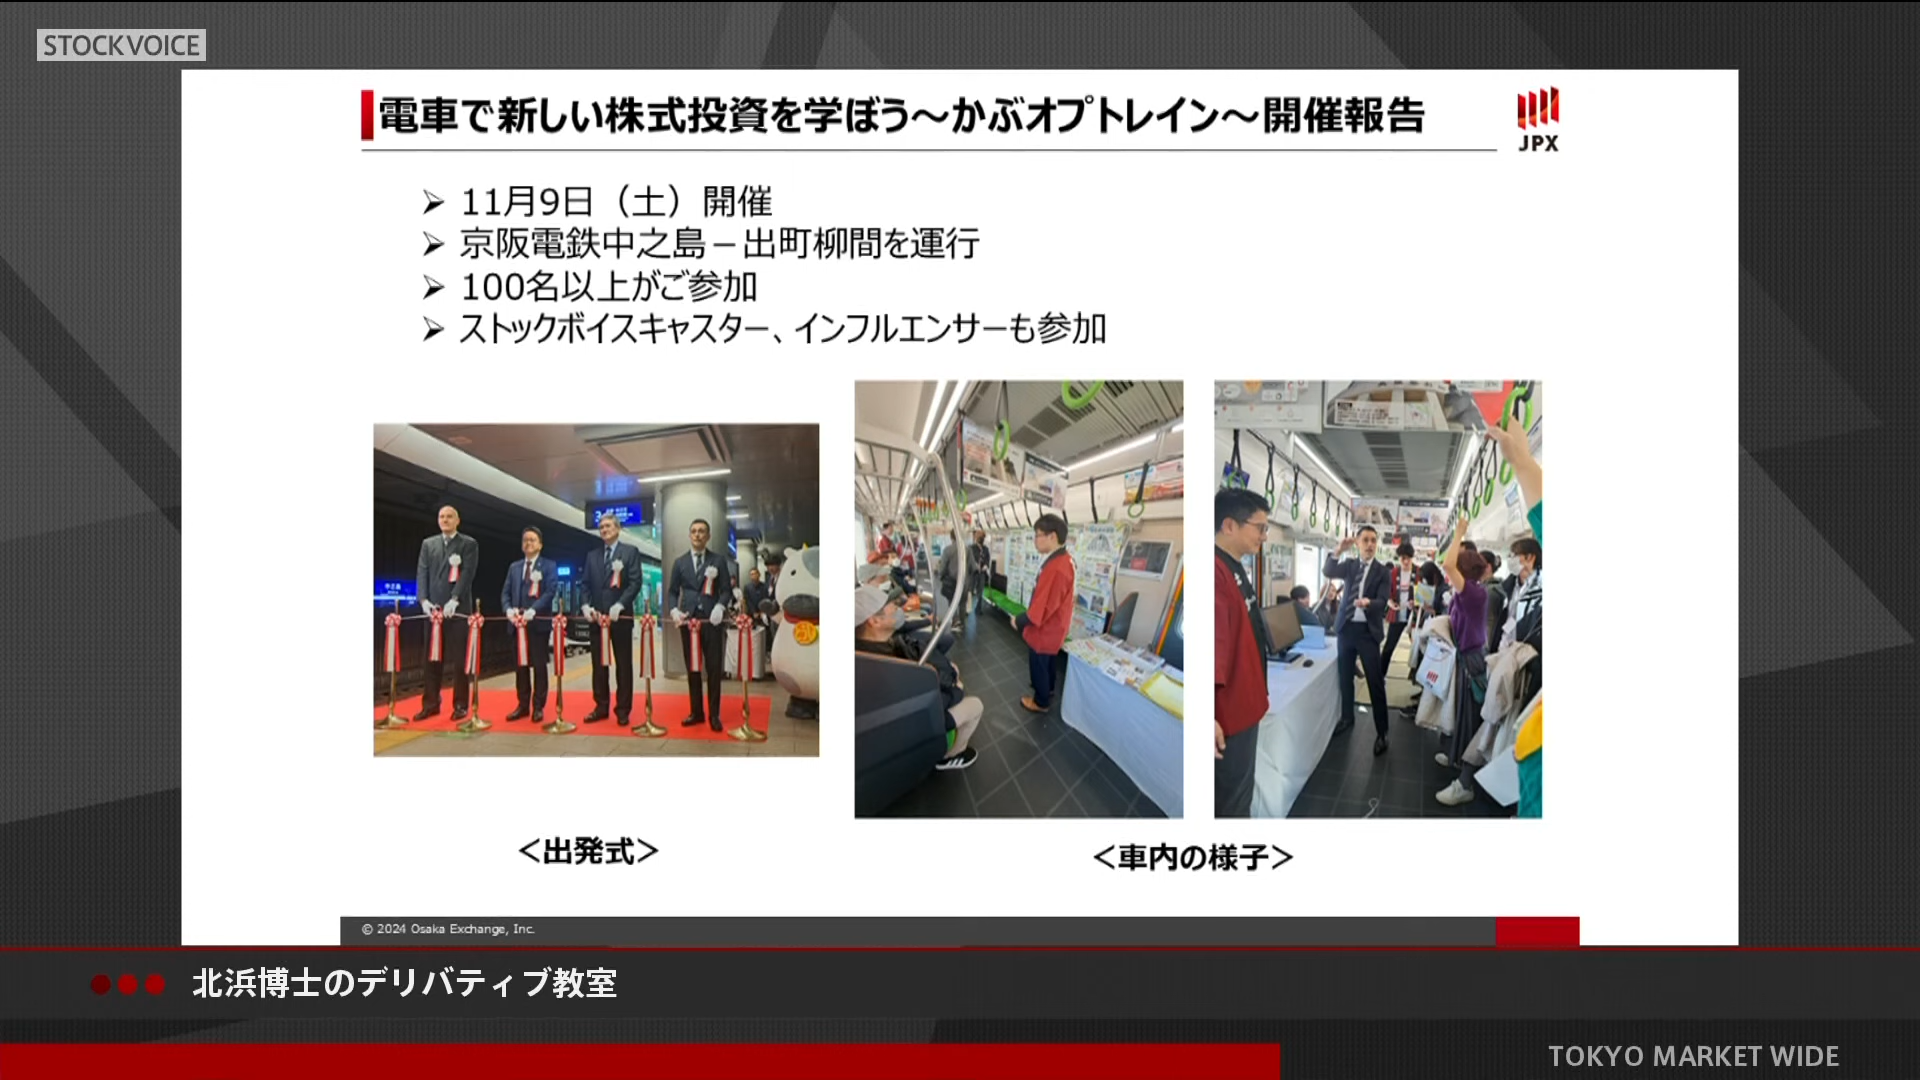 STOCKVOICE
電車で新しい株式投資を学ぼう～かぶオプトレイン～開催報告
JPX
➢ 11月9日（土）開催
➢ 京阪電鉄中之島－出町柳間を運行
➢ 100名以上がご参加
➢ ストックボイスキャスター、インフルエンサーも参加
＜出発式＞
＜車内の様子＞
© 2024 Osaka Exchange, Inc.
北浜博士のデリバティブ教室
TOKYO MARKET WIDE